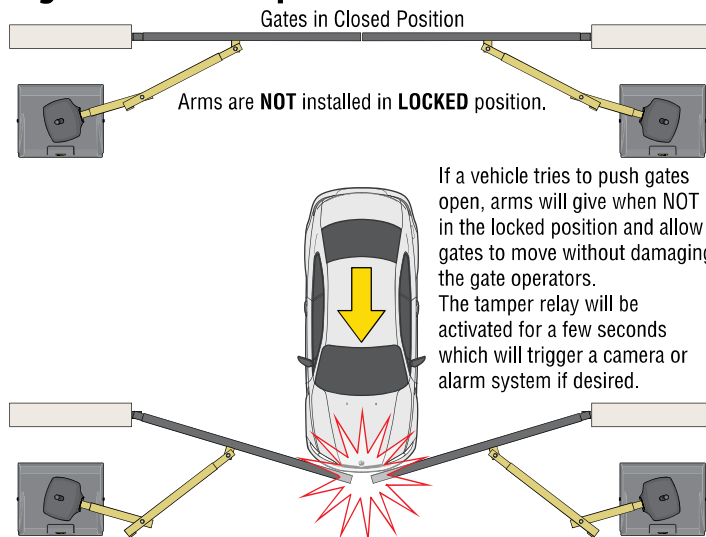 Gates in Closed Position
Arms are NOT installed in LOCKED position.
If a vehicle tries to push gates
open, arms will give when NOT
in the locked position and allow
gates to move without damaging
the gate operators.
The tamper relay will be
activated for a few seconds
which will trigger a camera or
alarm system if desired.